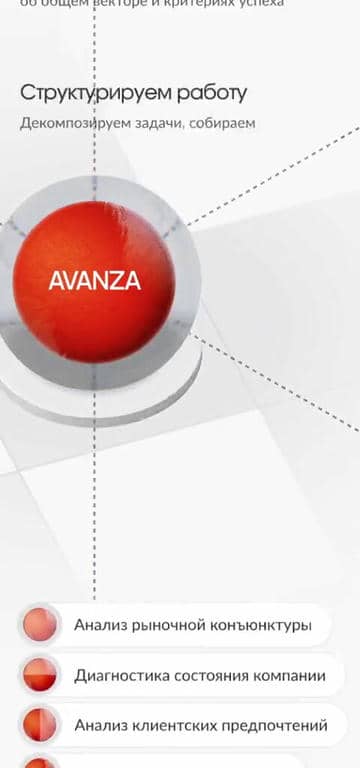 об общем векторе и критериях успеха
Структурируем работу
Декомпозируем задачи, собираем
AVANZA
Анализ рыночной конъюнктуры
Диагностика состояния компании
Анализ клиентских предпочтений